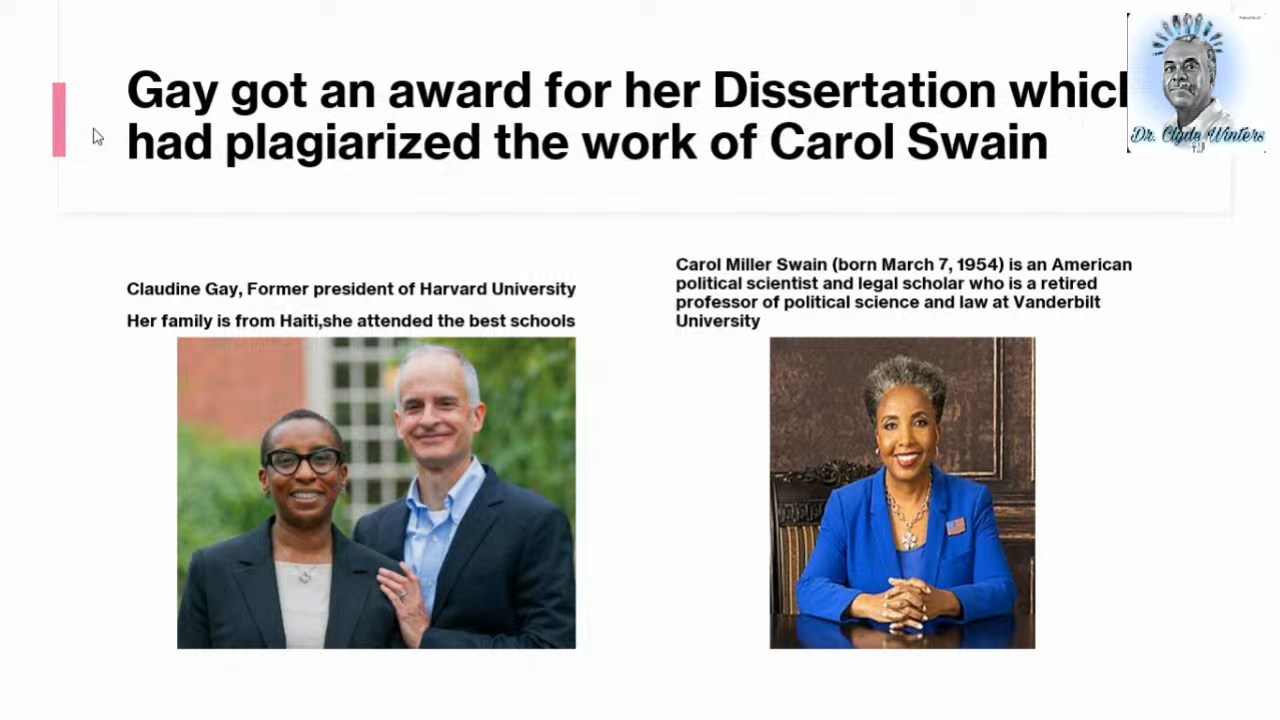 Gay got an award for her Dissertation which
had plagiarized the work of Carol Swain
Dr. Clyde Winters
Claudine Gay, Former president of Harvard University
Her family is from Haiti,she attended the best schools
Carol Miller Swain (born March 7, 1954) is an American
political scientist and legal scholar who is a retired
professor of political science and law at Vanderbilt
University